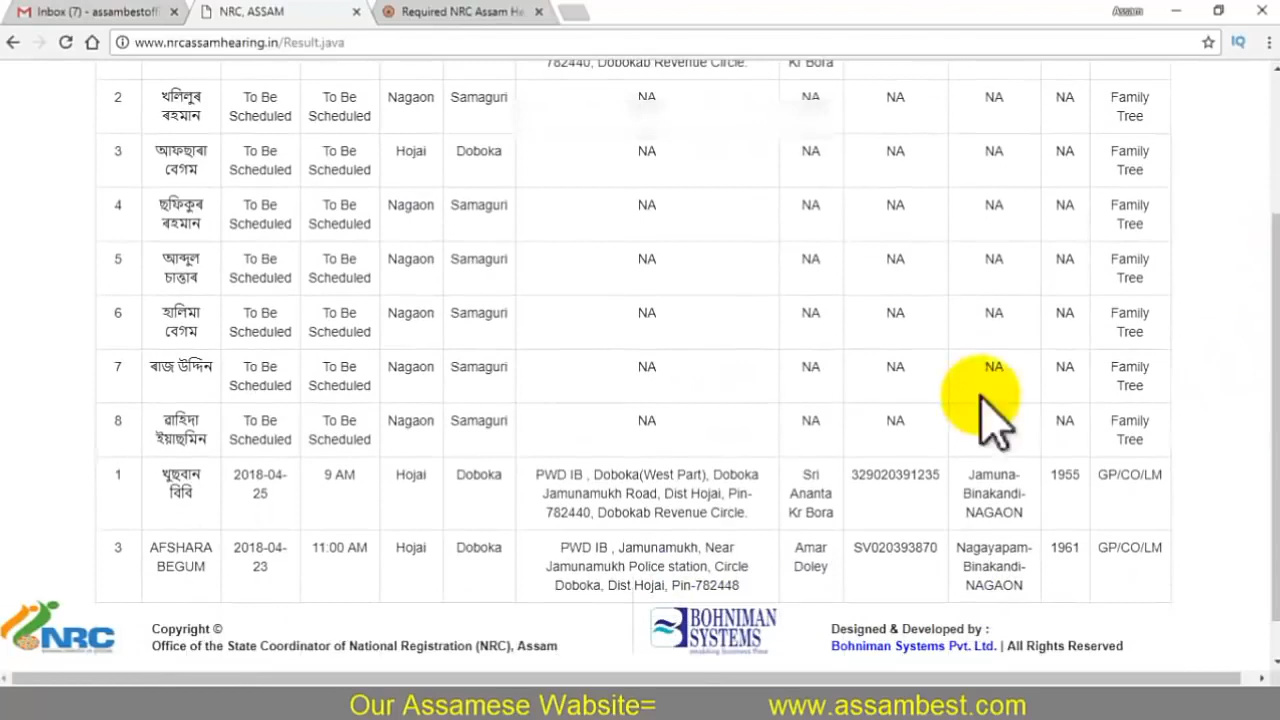 Inbox (7) - assambestoffi
NRC, ASSAM
Required NRC Assam He
Assam
www.nrcassamhearing.in/Result.java
IQ
782440, Dobokab Revenue Circle. Kr Bora
2 খলিলুৰ To Be To Be Nagaon Samaguri NA NA NA NA NA Family
ৰহমান Scheduled Scheduled Tree
3 আফছাৰা To Be To Be Hojai Doboka NA NA NA NA NA Family
বেগম Scheduled Scheduled Tree
4 ছফিকুৰ To Be To Be Nagaon Samaguri NA NA NA NA NA Family
ৰহমান Scheduled Scheduled Tree
5 আব্দুল To Be To Be Nagaon Samaguri NA NA NA NA NA Family
চাত্তাৰ Scheduled Scheduled Tree
6 হালিমা To Be To Be Nagaon Samaguri NA NA NA NA NA Family
বেগম Scheduled Scheduled Tree
7 ৰাজ উদ্দিন To Be To Be Nagaon Samaguri NA NA NA NA NA Family
Scheduled Scheduled Tree
8 ৱাহিদা To Be To Be Nagaon Samaguri NA NA NA NA Family
ইয়াছমিন Scheduled Scheduled Tree
1 খুছবান 2018-04- 9 AM Hojai Doboka PWD IB , Doboka(West Part), Doboka Sri 329020391235 Jamuna- 1955 GP/CO/LM
বিবি 25 Jamunamukh Road, Dist Hojai, Pin- Ananta Binakandi-
782440, Dobokab Revenue Circle. Kr Bora NAGAON
3 AFSHARA 2018-04- 11:00 AM Hojai Doboka PWD IB , Jamunamukh, Near Amar SV020393870 Nagayapam- 1961 GP/CO/LM
BEGUM 23 Jamunamukh Police station, Circle Doley Binakandi-
Doboka, Dist Hojai, Pin-782448 NAGAON
NRC
Copyright ©
Office of the State Coordinator of National Registration (NRC), Assam
BOHNIMAN
SYSTEMS
Designed & Developed by :
Bohniman Systems Pvt. Ltd. | All Rights Reserved
Our Assamese Wabsite= www.assambest.com